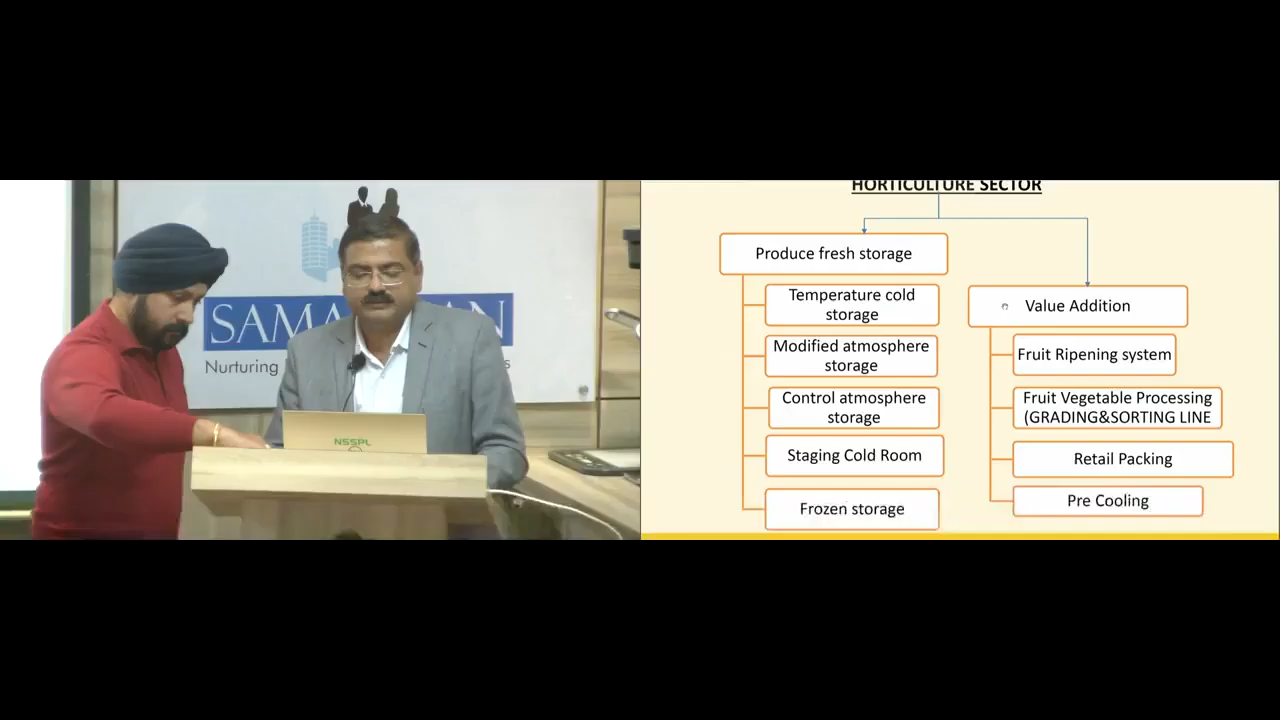 SAMA
AN
Nurturing
s
NSSPL
HORTICULTURE SECTOR
Produce fresh storage
Temperature cold
storage
Modified atmosphere
storage
Control atmosphere
storage
Staging Cold Room
Frozen storage
Value Addition
Fruit Ripening system
Fruit Vegetable Processing
(GRADING&SORTING LINE
Retail Packing
Pre Cooling